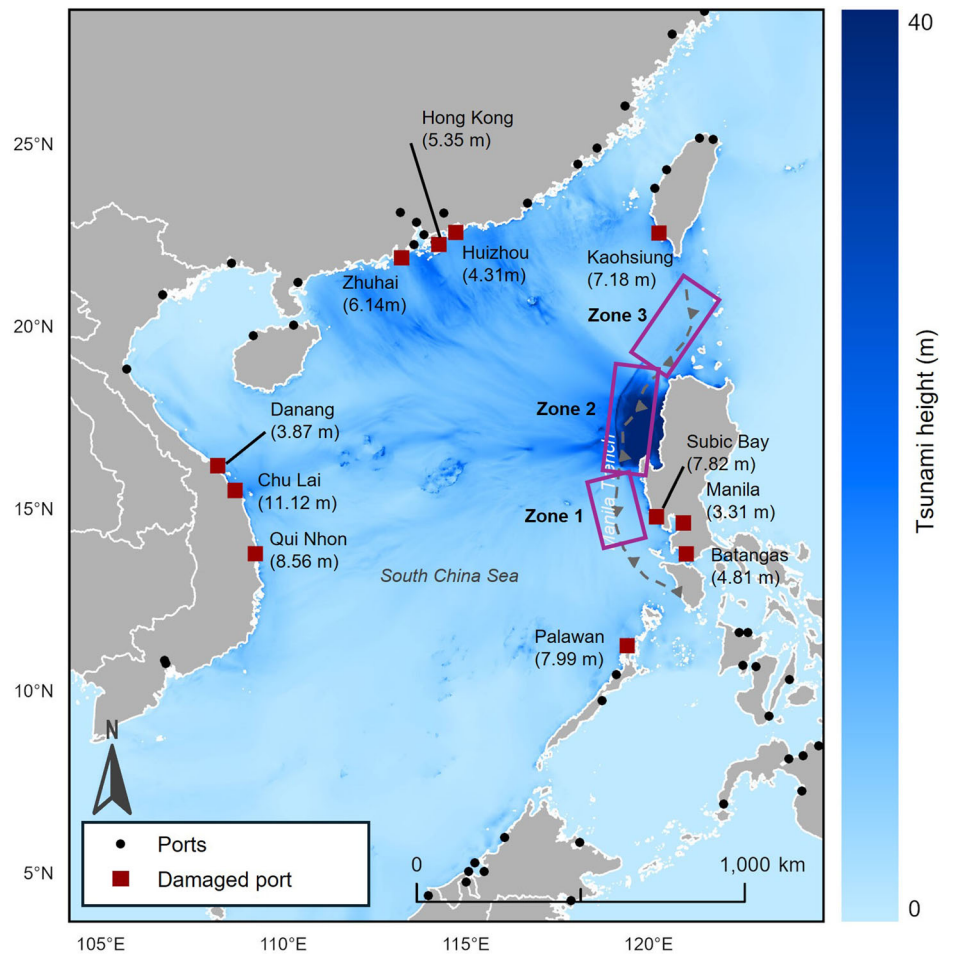 40
Hong Kong
(5.35 m)
25°N
Huizhou
(4.31m)
Kaohsiung
(7.18 m)
Zhuhai
(6.14m)
20°N
Zone 3
Zone 2
Danang
(3.87 m)
Subic Bay
(7.82 m)
Chu Lai
(11.12 m)
Manila
(3.31 m)
15°N
Zone 1
Manila Trench
Qui Nhon
(8.56 m)
Batangas
(4.81 m)
South China Sea
Palawan
(7.99 m)
10°N
N
Ports
Damaged port
0
1,000 km
5°N
0
105°E
110°E
115°E
120°E
Tsunami height (m)